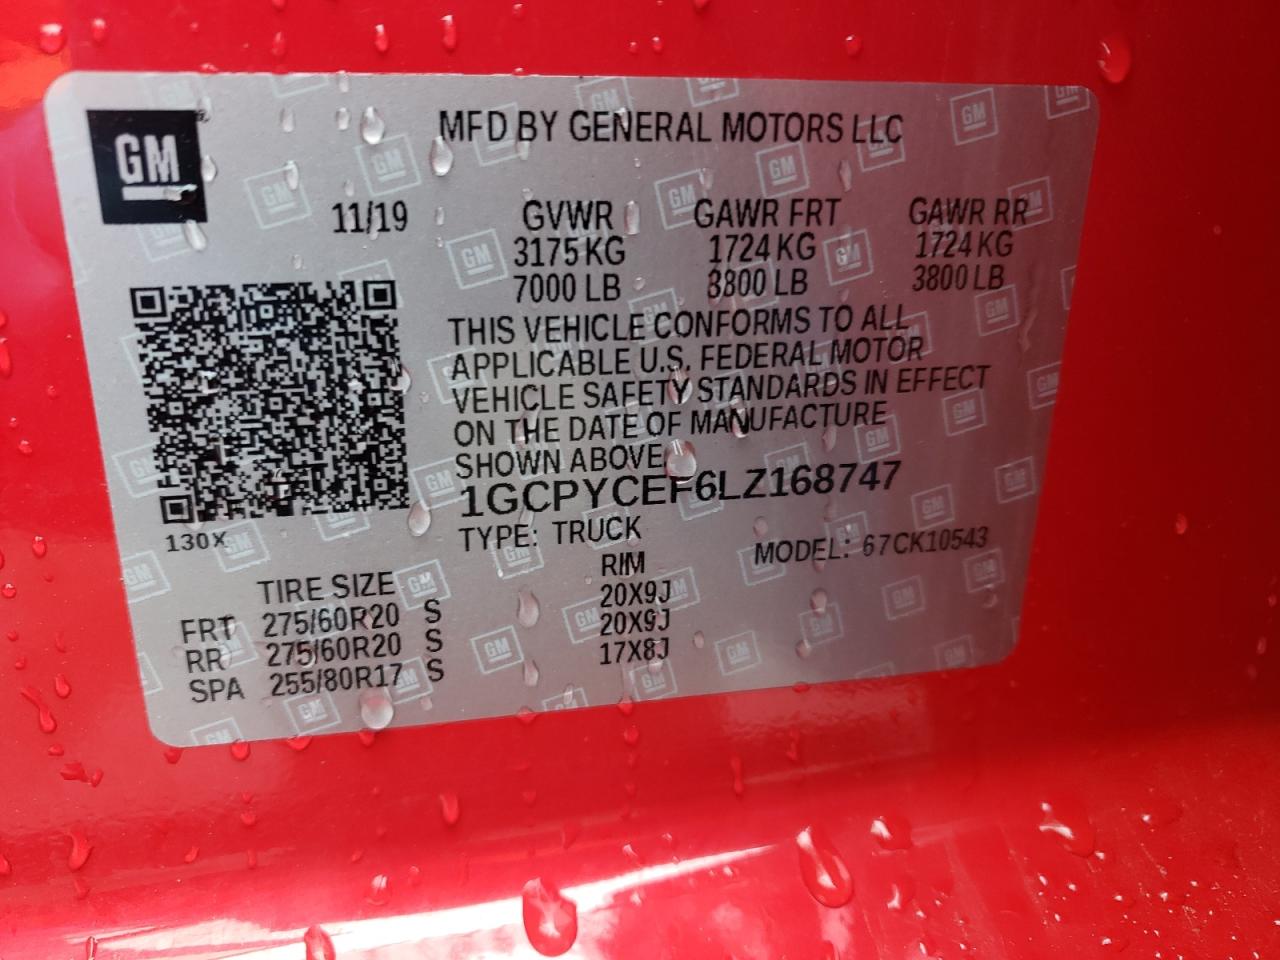 GM
MFD BY GENERAL MOTORS LLC
11/19 GVWR GAWR FRT GAWR RR
3175 KG 1724 KG 1724 KG
7000 LB 3800 LB 3800 LB
THIS VEHICLE CONFORMS TO ALL
APPLICABLE U.S. FEDERAL MOTOR
VEHICLE SAFETY STANDARDS IN EFFECT
ON THE DATE OF MANUFACTURE
SHOWN ABOVE
1GCPYCEF6LZ168747
130X TYPE: TRUCK MODEL: 67CK10543
TIRE SIZE RIM
FRT 275/60R20 S 20X9J
RR 275/60R20 S 20X9J
SPA 255/80R17 S 17X8J